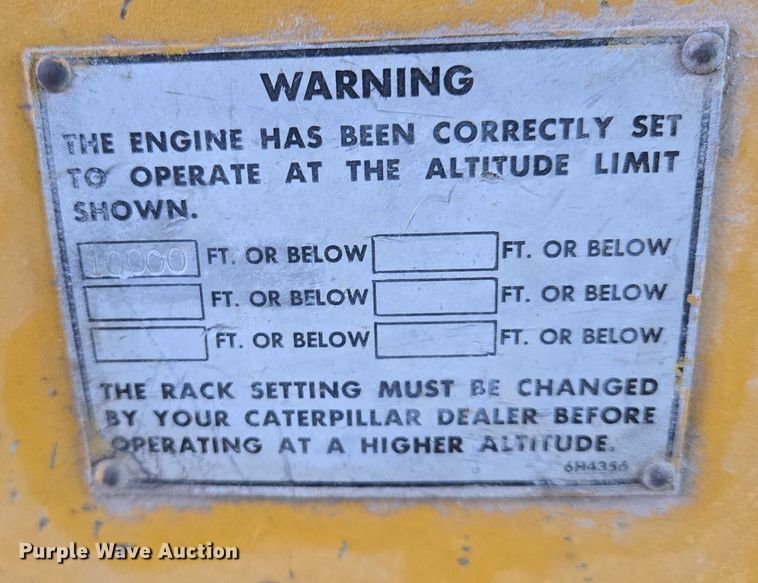 WARNING
THE ENGINE HAS BEEN CORRECTLY SET
TO OPERATE AT THE ALTITUDE LIMIT
SHOWN.
10000 FT. OR BELOW FT. OR BELOW
FT. OR BELOW FT. OR BELOW
FT. OR BELOW FT. OR BELOW
THE RACK SETTING MUST BE CHANGED
BY YOUR CATERPILLAR DEALER BEFORE
OPERATING AT A HIGHER ALTITUDE.
6H4356
Purple Wave Auction